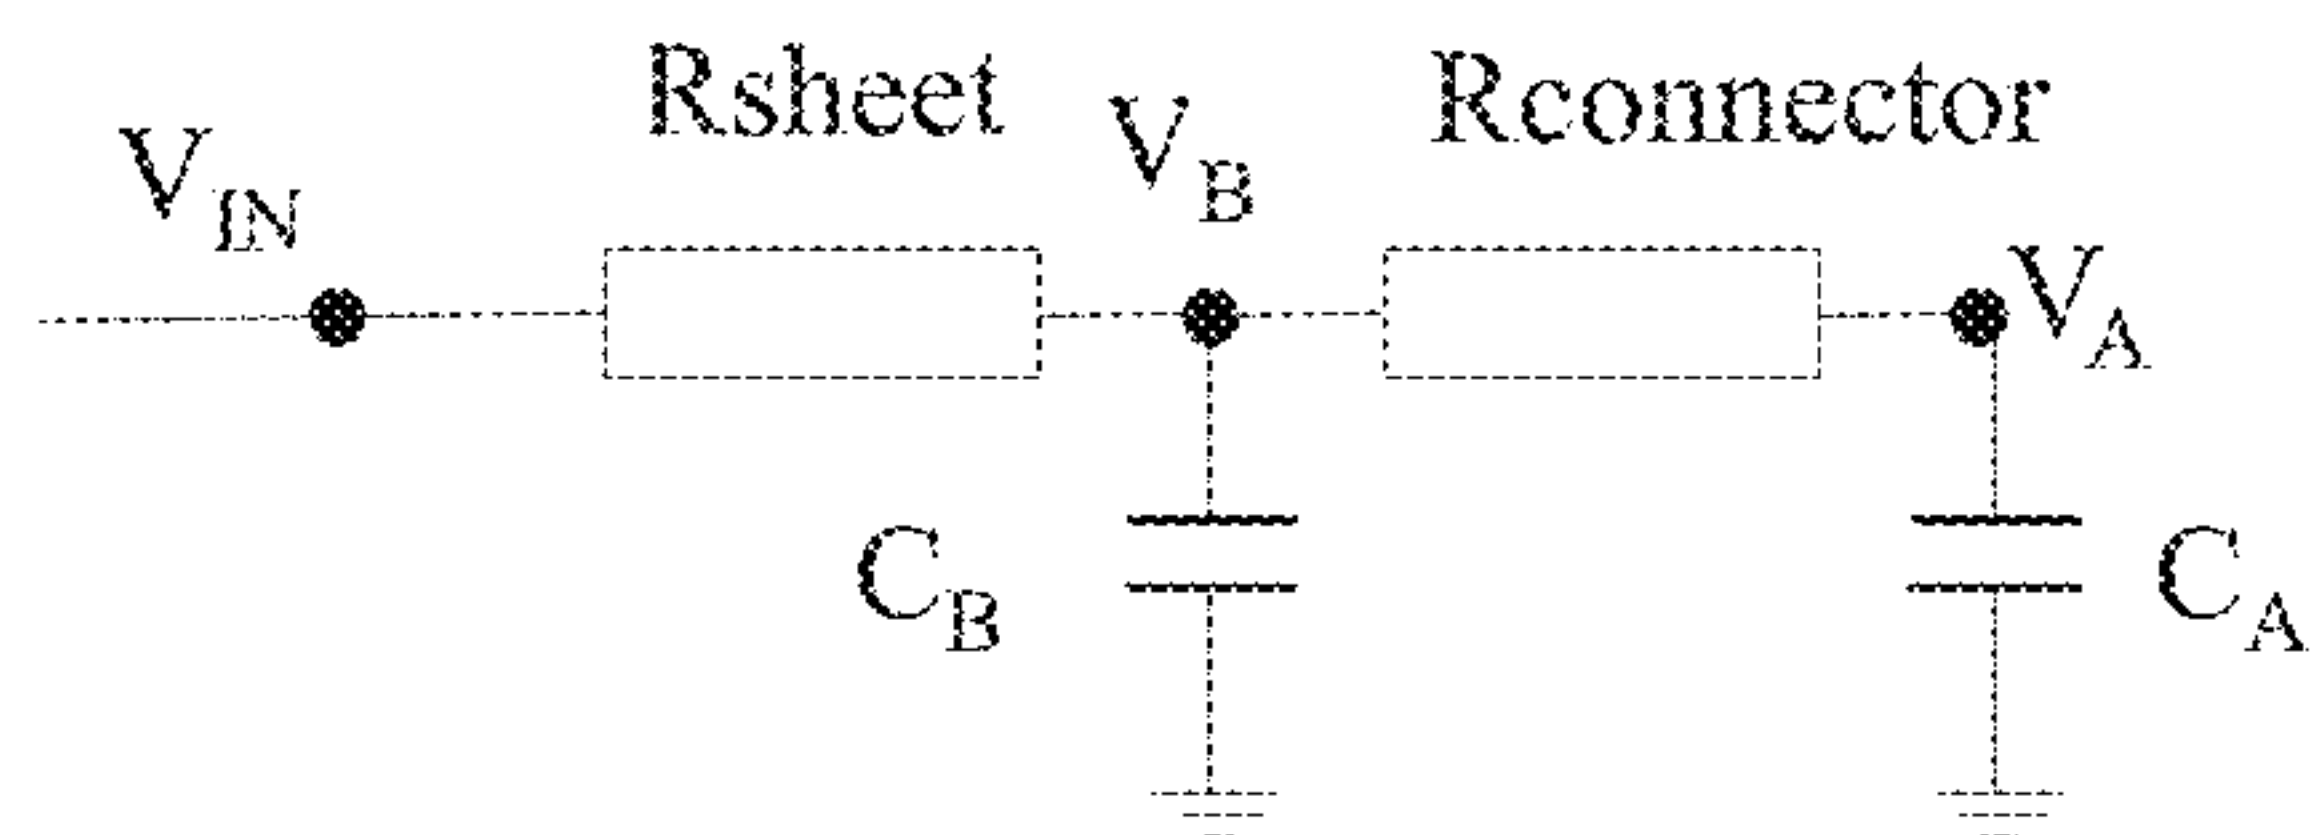 V_IN
Rsheet
V_B
Rconnector
V_A
C_B
C_A